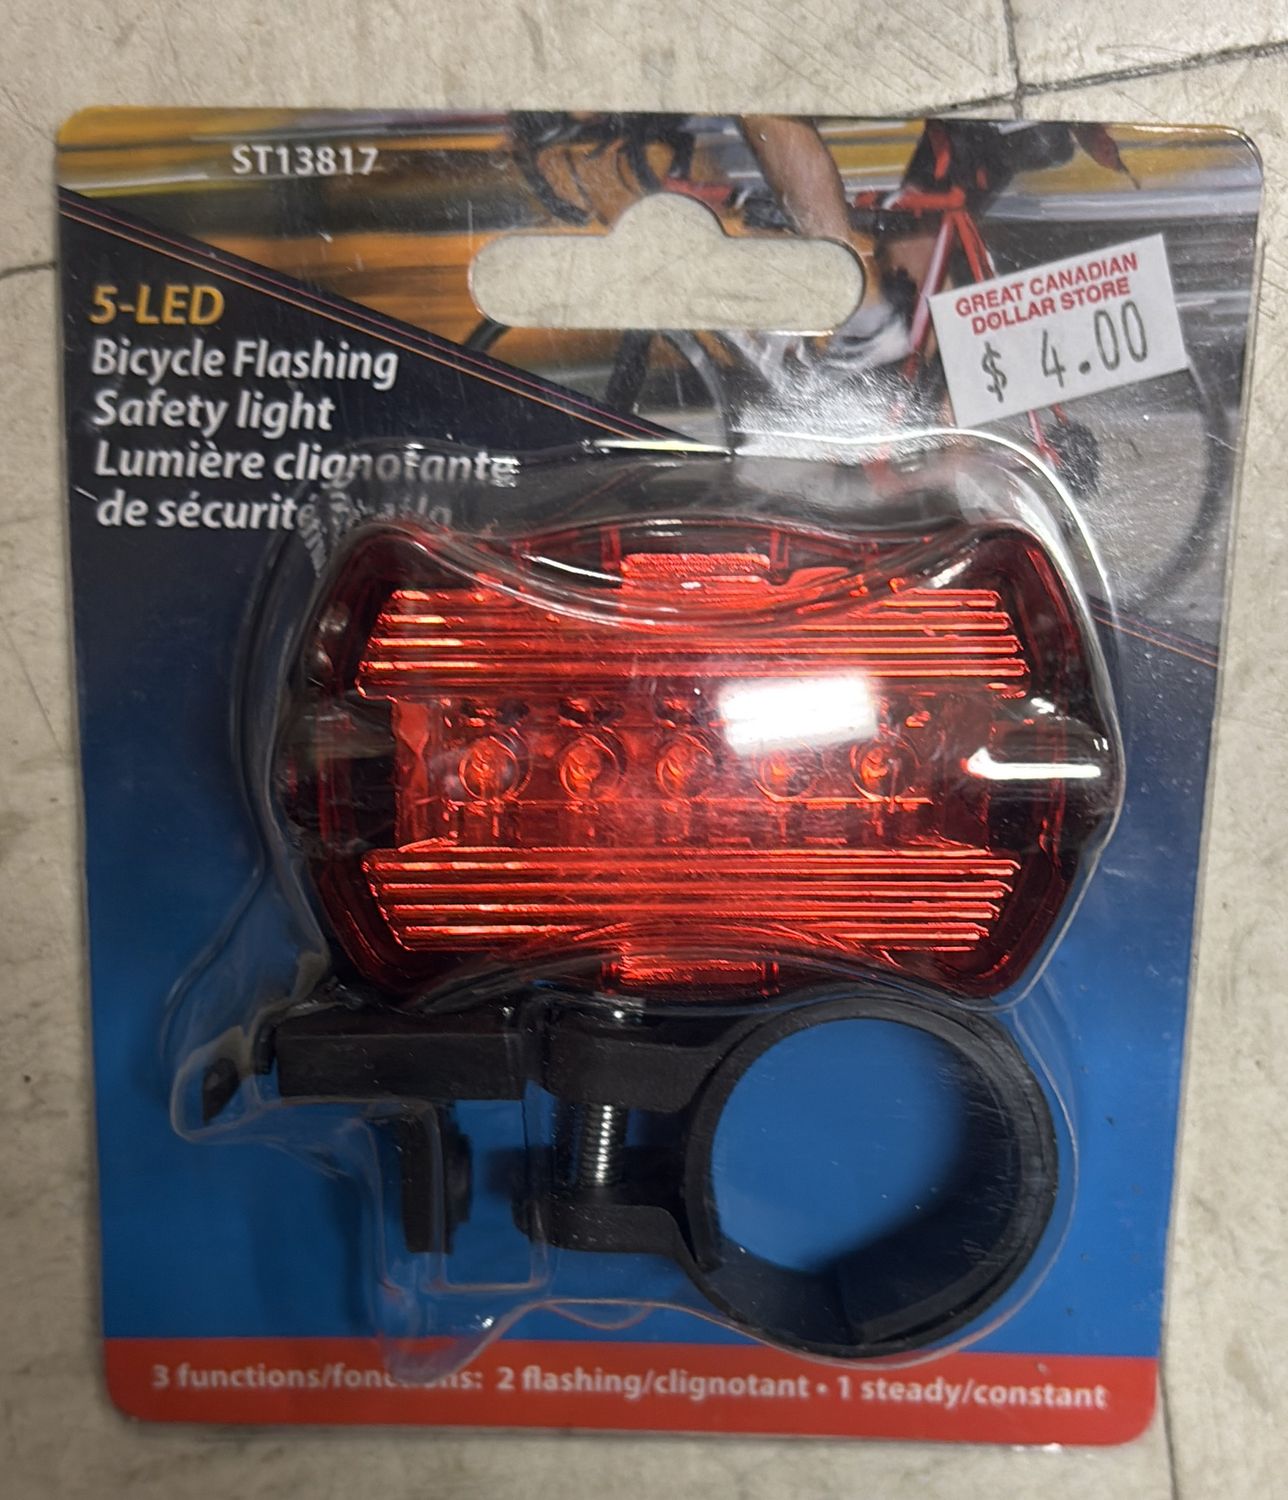 ST13817
5-LED
Bicycle Flashing
Safety light
Lumière clignotante
de sécurité
GREAT CANADIAN
DOLLAR STORE
$ 4.00
3 functions/fonctions: 2 flashing/clignotant • 1 steady/constant